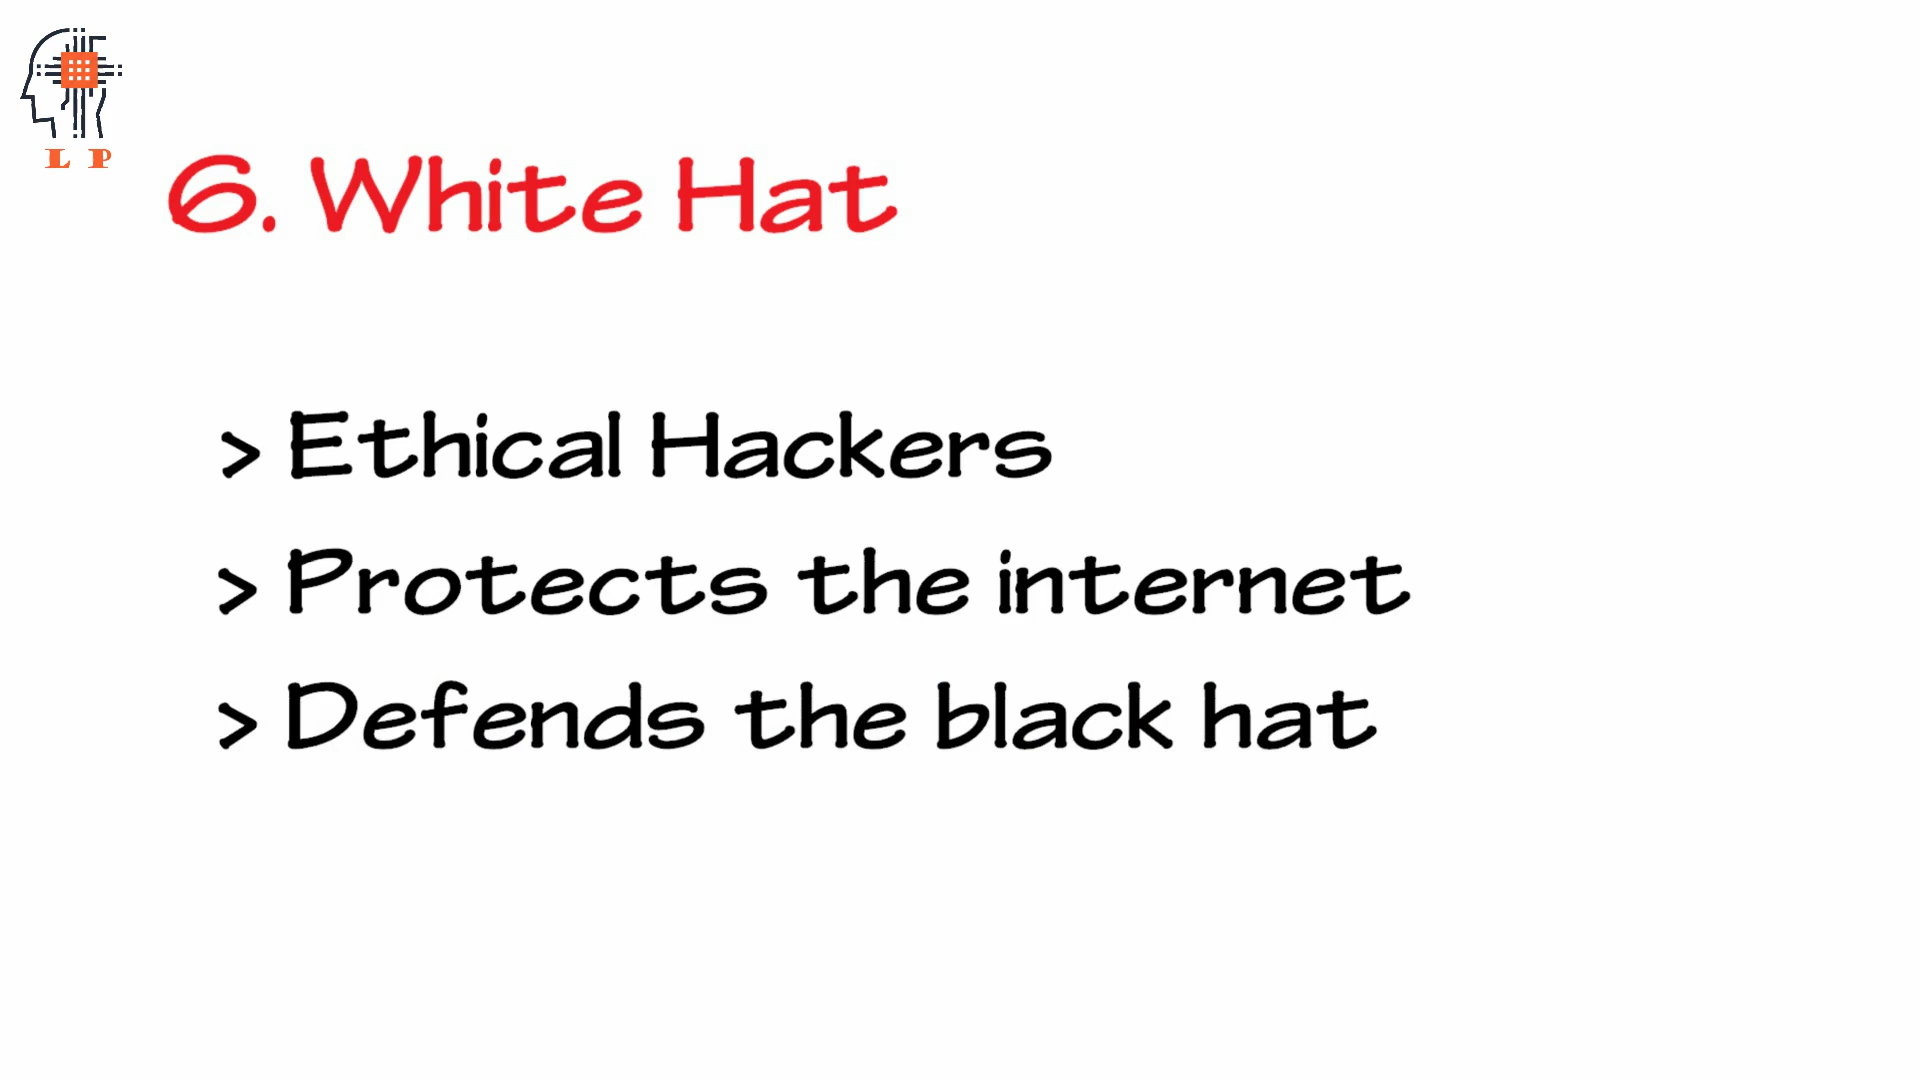 L P
6. White Hat
> Ethical Hackers
> Protects the internet
> Defends the black hat